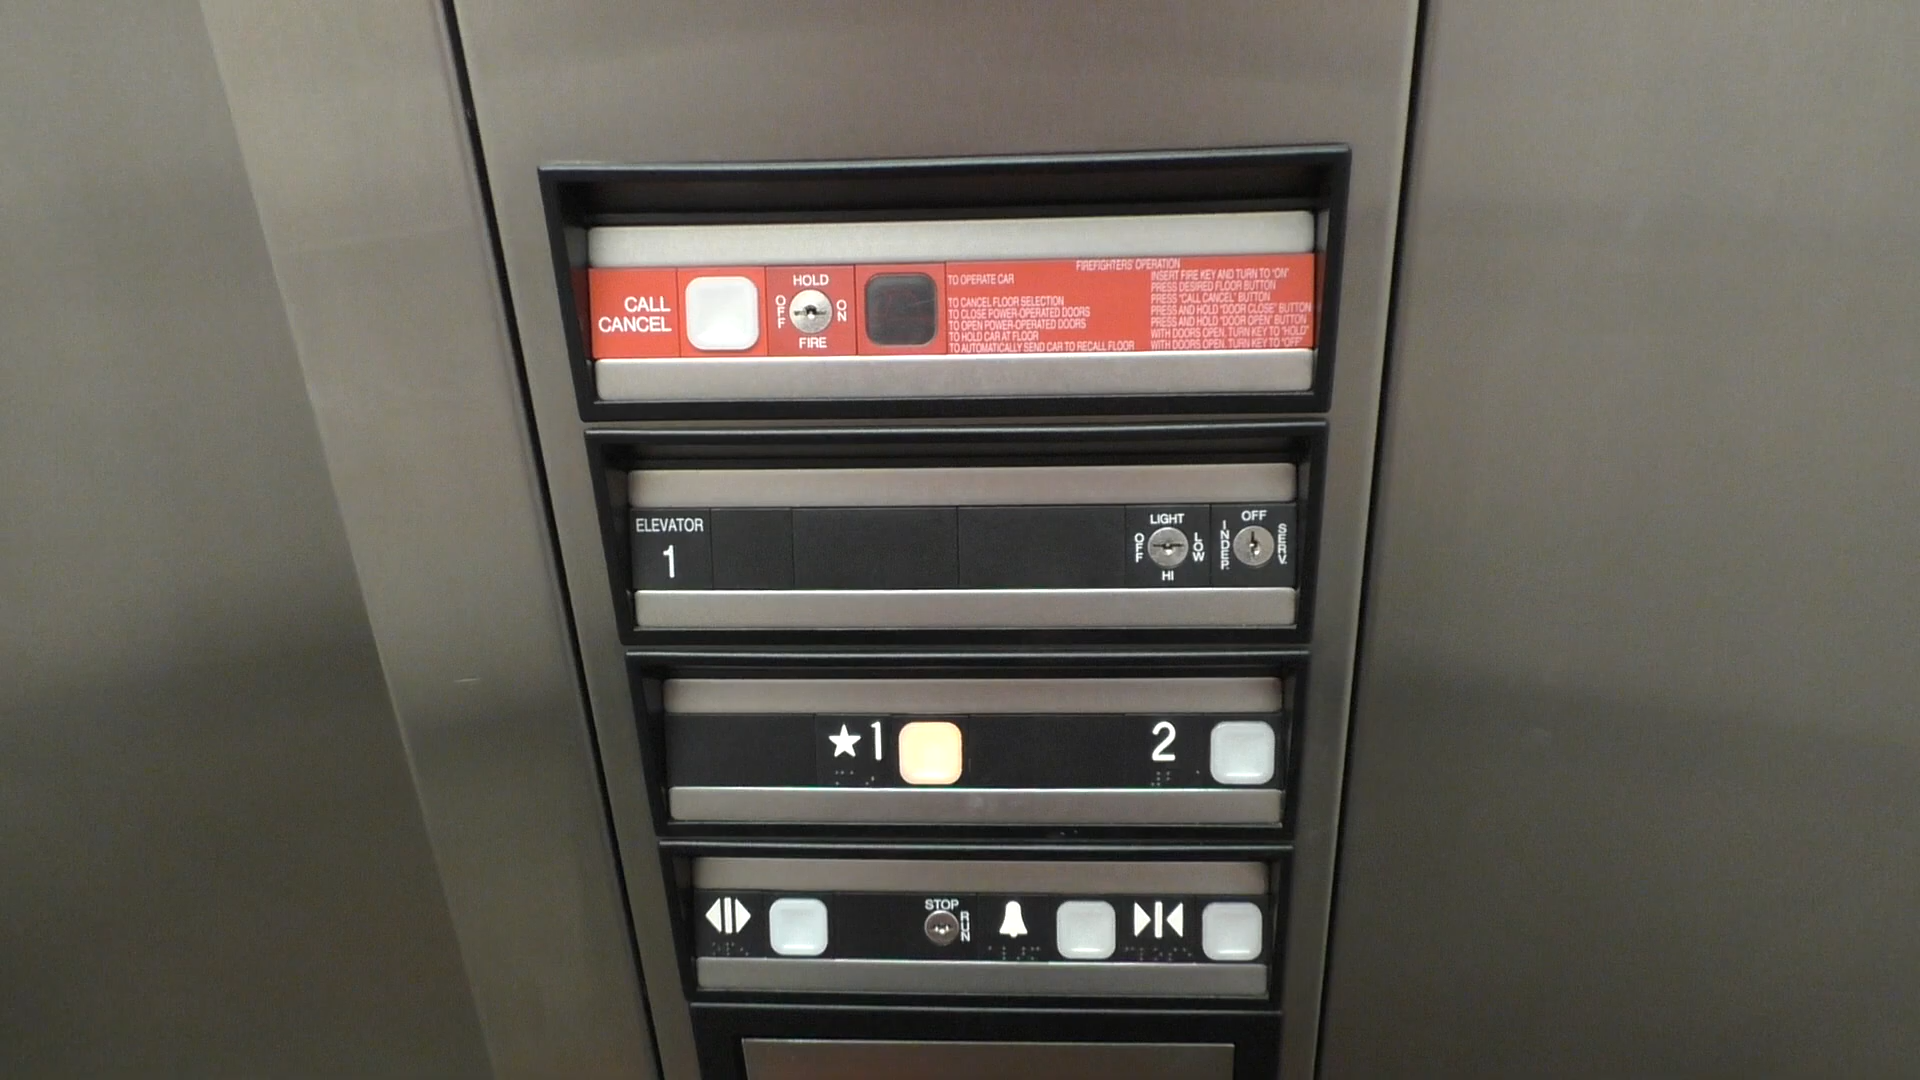 CALL
CANCEL
HOLD
OFF
ON
FIRE
FIREFIGHTERS' OPERATION
TO OPERATE CAR
INSERT FIRE KEY AND TURN TO "ON"
PRESS DESIRED FLOOR BUTTON
TO CANCEL FLOOR SELECTION
PRESS "CALL CANCEL" BUTTON
TO CLOSE POWER-OPERATED DOORS
PRESS AND HOLD "DOOR CLOSE" BUTTON
TO OPEN POWER-OPERATED DOORS
PRESS AND HOLD "DOOR OPEN" BUTTON
TO HOLD CAR AT FLOOR
WITH DOORS OPEN, TURN KEY TO "HOLD"
TO AUTOMATICALLY SEND CAR TO RECALL FLOOR
WITH DOORS OPEN, TURN KEY TO "OFF"
ELEVATOR
1
LIGHT
OFF
LOW
HI
OFF
INDEP.
SERV.
★1
2
STOP
RUN